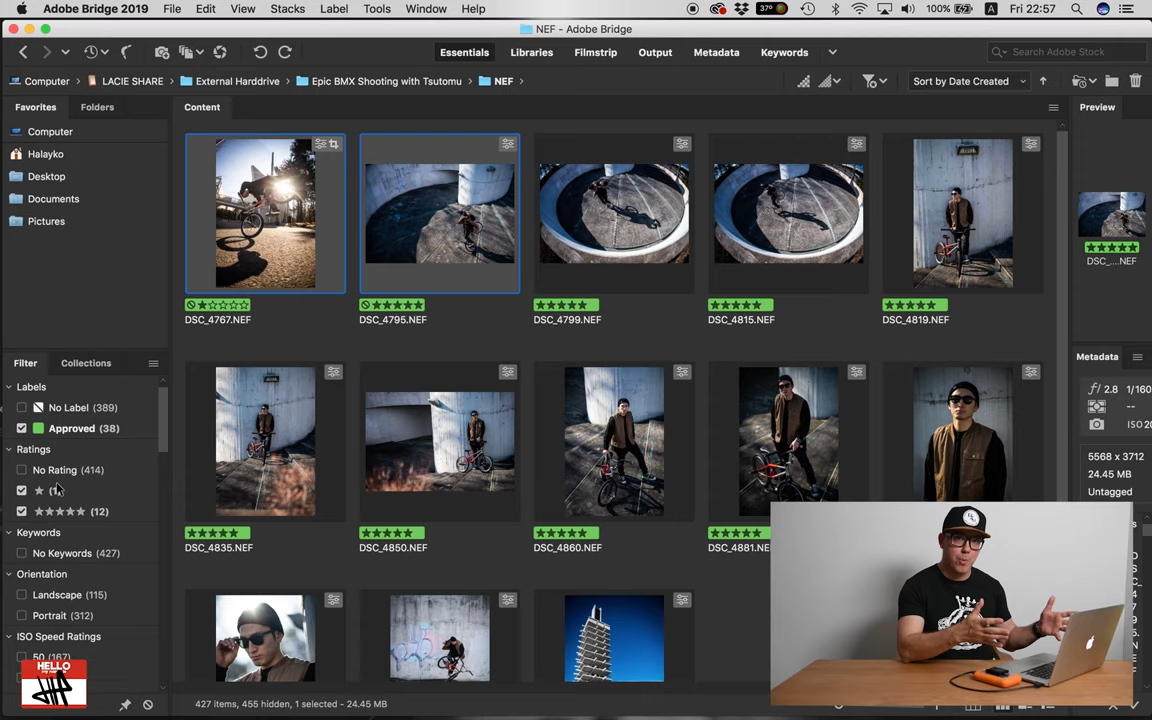 Adobe Bridge 2019 File Edit View Stacks Label Tools Window Help 37° 100% A Fri 22:57
NEF - Adobe Bridge
Essentials Libraries Filmstrip Output Metadata Keywords Search Adobe Stock
Computer LACIE SHARE External Harddrive Epic BMX Shooting with Tsutomu NEF Sort by Date Created
Favorites Folders Content Preview
Computer
Halayko
Desktop
Documents
Pictures
DSC_4767.NEF DSC_4795.NEF DSC_4799.NEF DSC_4815.NEF DSC_4819.NEF
DSC_....NEF
Filter Collections
Labels
No Label (389)
Approved (38)
Ratings
No Rating (414)
★★★★★ (12)
Keywords
No Keywords (427)
Orientation
Landscape (115)
Portrait (312)
ISO Speed Ratings
50 (167)
DSC_4835.NEF DSC_4850.NEF DSC_4860.NEF DSC_4881.NEF
Metadata
f/ 2.8 1/160
--
ISO20
5568 x 3712
24.45 MB
Untagged
HELLO
427 items, 455 hidden, 1 selected - 24.45 MB